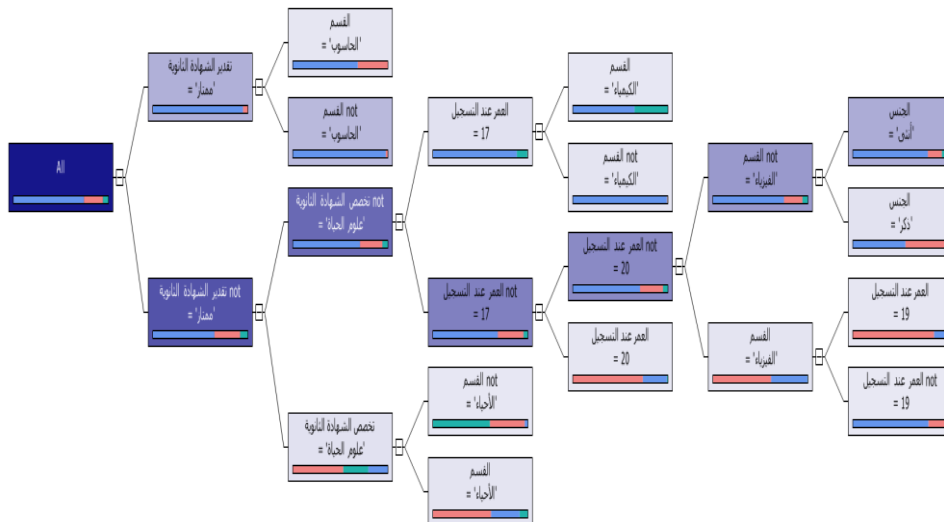 All
تقدير الشهادة الثانوية
= 'ممتاز'
not تقدير الشهادة الثانوية
= 'ممتاز'
القسم
= 'الحاسوب'
not القسم
= 'الحاسوب'
not تخصص الشهادة الثانوية
= 'علوم الحياة'
تخصص الشهادة الثانوية
= 'علوم الحياة'
العمر عند التسجيل
= 17
not العمر عند التسجيل
= 17
not القسم
= 'الأحياء'
القسم
= 'الأحياء'
القسم
= 'الكيمياء'
not القسم
= 'الكيمياء'
not العمر عند التسجيل
= 20
العمر عند التسجيل
= 20
not القسم
= 'الفيزياء'
القسم
= 'الفيزياء'
الجنس
= 'أنثى'
الجنس
= 'ذكر'
العمر عند التسجيل
= 19
not العمر عند التسجيل
= 19